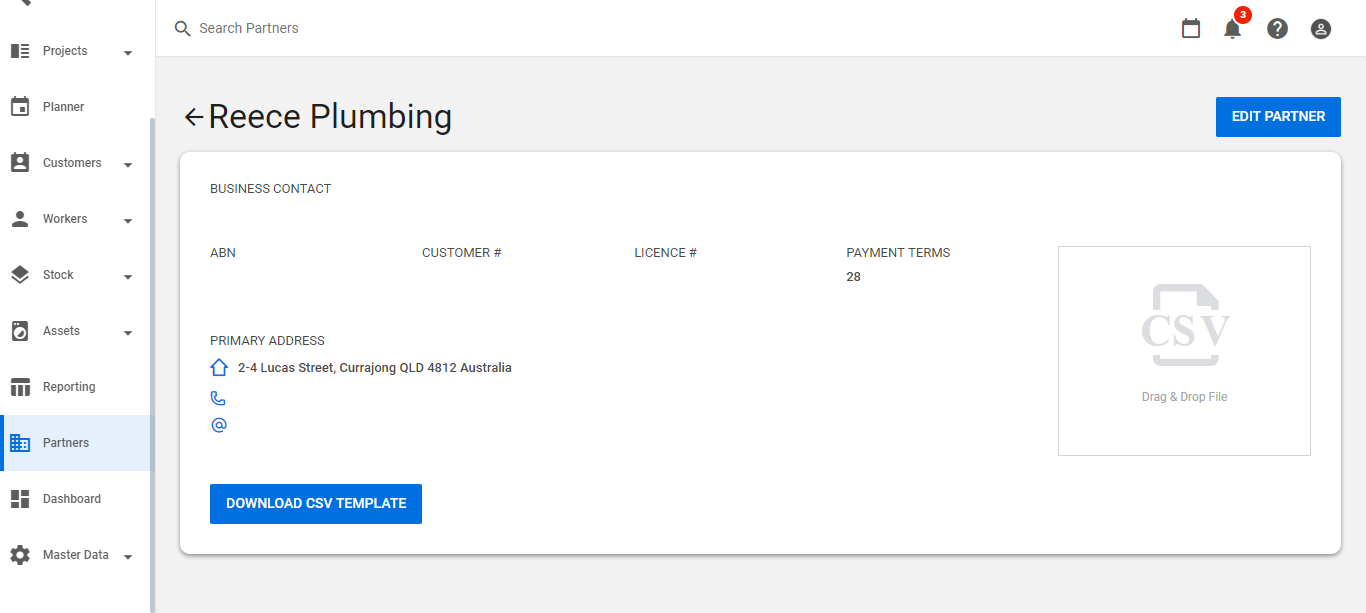 Search Partners
3
Projects
Planner
Customers
Workers
Stock
Assets
Reporting
Partners
Dashboard
Master Data
Reece Plumbing
EDIT PARTNER
BUSINESS CONTACT
ABN
CUSTOMER #
LICENCE #
PAYMENT TERMS
28
PRIMARY ADDRESS
2-4 Lucas Street, Currajong QLD 4812 Australia
CSV
Drag & Drop File
DOWNLOAD CSV TEMPLATE